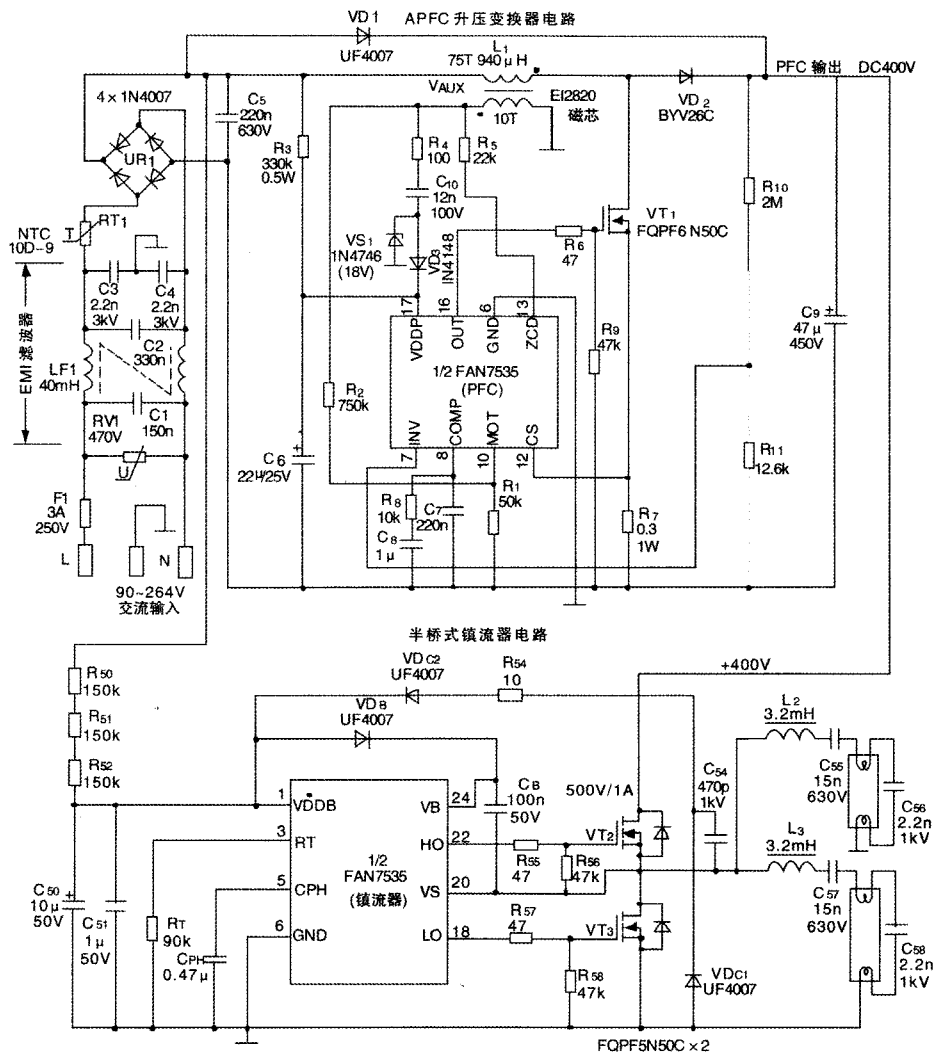 VD1
APFC 升压变换器电路
UF4007
L1
75T 940μH
PFC 输出
DC400V
VAUX
4×1N4007
C5
220n
630V
10T
EI2820
磁芯
VD2
BYV26C
UR1
R3
330k
0.5W
R4
100
R5
22k
C10
12n
100V
R10
2M
NTC
10D-9
T
RT1
VT1
FQPF6N50C
VS1
1N4746
(18V)
VD3
IN4148
R6
47
C3
2.2n
3kV
C4
2.2n
3kV
17
16
6
13
VDDP
OUT
GND
ZCD
R9
47k
C9
47μ
450V
+
EMI 滤波器
C2
330n
LF1
40mH
1/2 FAN7535
(PFC)
R2
750k
C1
150n
RV1
470V
U
INV
COMP
MOT
CS
7
8
10
12
R11
12.6k
C6
22μ/25V
+
F1
3A
250V
R8
10k
C7
220n
R1
50k
R7
0.3
1W
C8
1μ
L
N
90~264V
交流输入
半桥式镇流器电路
R50
150k
VDC2
UF4007
R54
10
+400V
R51
150k
VDB
UF4007
L2
3.2mH
R52
150k
C55
15n
630V
C56
2.2n
1kV
CB
100n
50V
500V/1A
C54
470p
1kV
1
VDDB
VB
24
3
RT
HO
22
VT2
L3
3.2mH
1/2
FAN7535
(镇流器)
R55
47
R56
47k
5
CPH
VS
20
C57
15n
630V
C50
10μ
50V
+
C51
1μ
50V
RT
90k
CPH
0.47μ
6
GND
LO
18
R57
47
VT3
C58
2.2n
1kV
R58
47k
VDC1
UF4007
FQPF5N50C×2